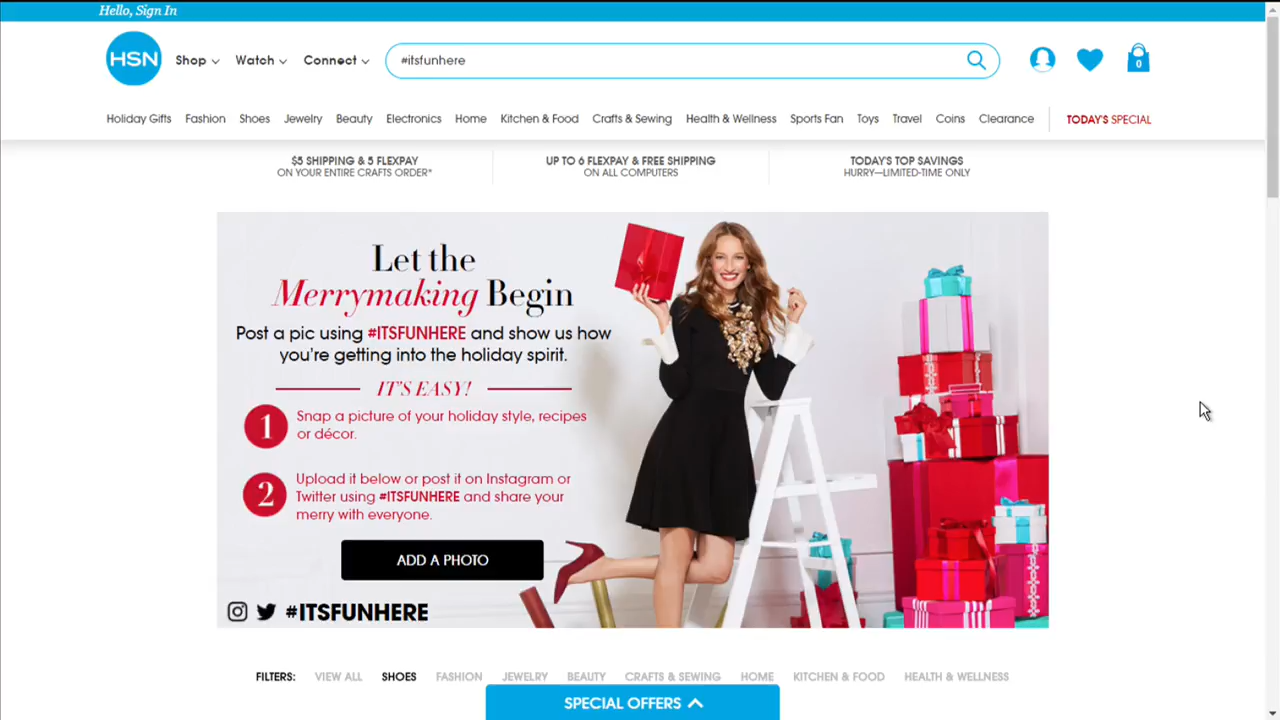 Hello, Sign In
HSN
Shop
Watch
Connect
#itsfunhere
0
Holiday Gifts
Fashion
Shoes
Jewelry
Beauty
Electronics
Home
Kitchen & Food
Crafts & Sewing
Health & Wellness
Sports Fan
Toys
Travel
Coins
Clearance
TODAY'S SPECIAL
$5 SHIPPING & 5 FLEXPAY
ON YOUR ENTIRE CRAFTS ORDER*
UP TO 6 FLEXPAY & FREE SHIPPING
ON ALL COMPUTERS
TODAY'S TOP SAVINGS
HURRY—LIMITED-TIME ONLY
Let the
Merrymaking Begin
Post a pic using #ITSFUNHERE and show us how
you're getting into the holiday spirit.
IT'S EASY!
1
Snap a picture of your holiday style, recipes
or décor.
2
Upload it below or post it on Instagram or
Twitter using #ITSFUNHERE and share your
merry with everyone.
ADD A PHOTO
#ITSFUNHERE
FILTERS:
VIEW ALL
SHOES
FASHION
JEWELRY
BEAUTY
CRAFTS & SEWING
HOME
KITCHEN & FOOD
HEALTH & WELLNESS
SPECIAL OFFERS